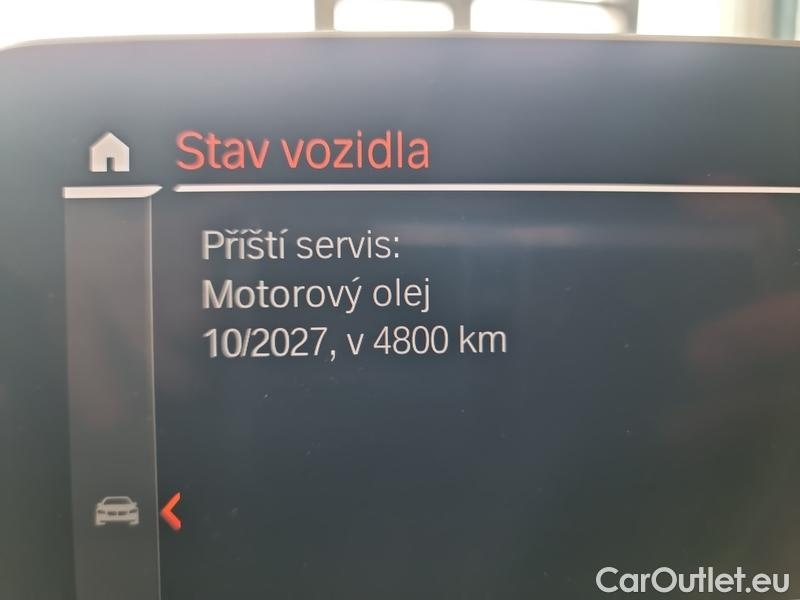 Stav vozidla
Příští servis:
Motorový olej
10/2027, v 4800 km
CarOutlet.eu